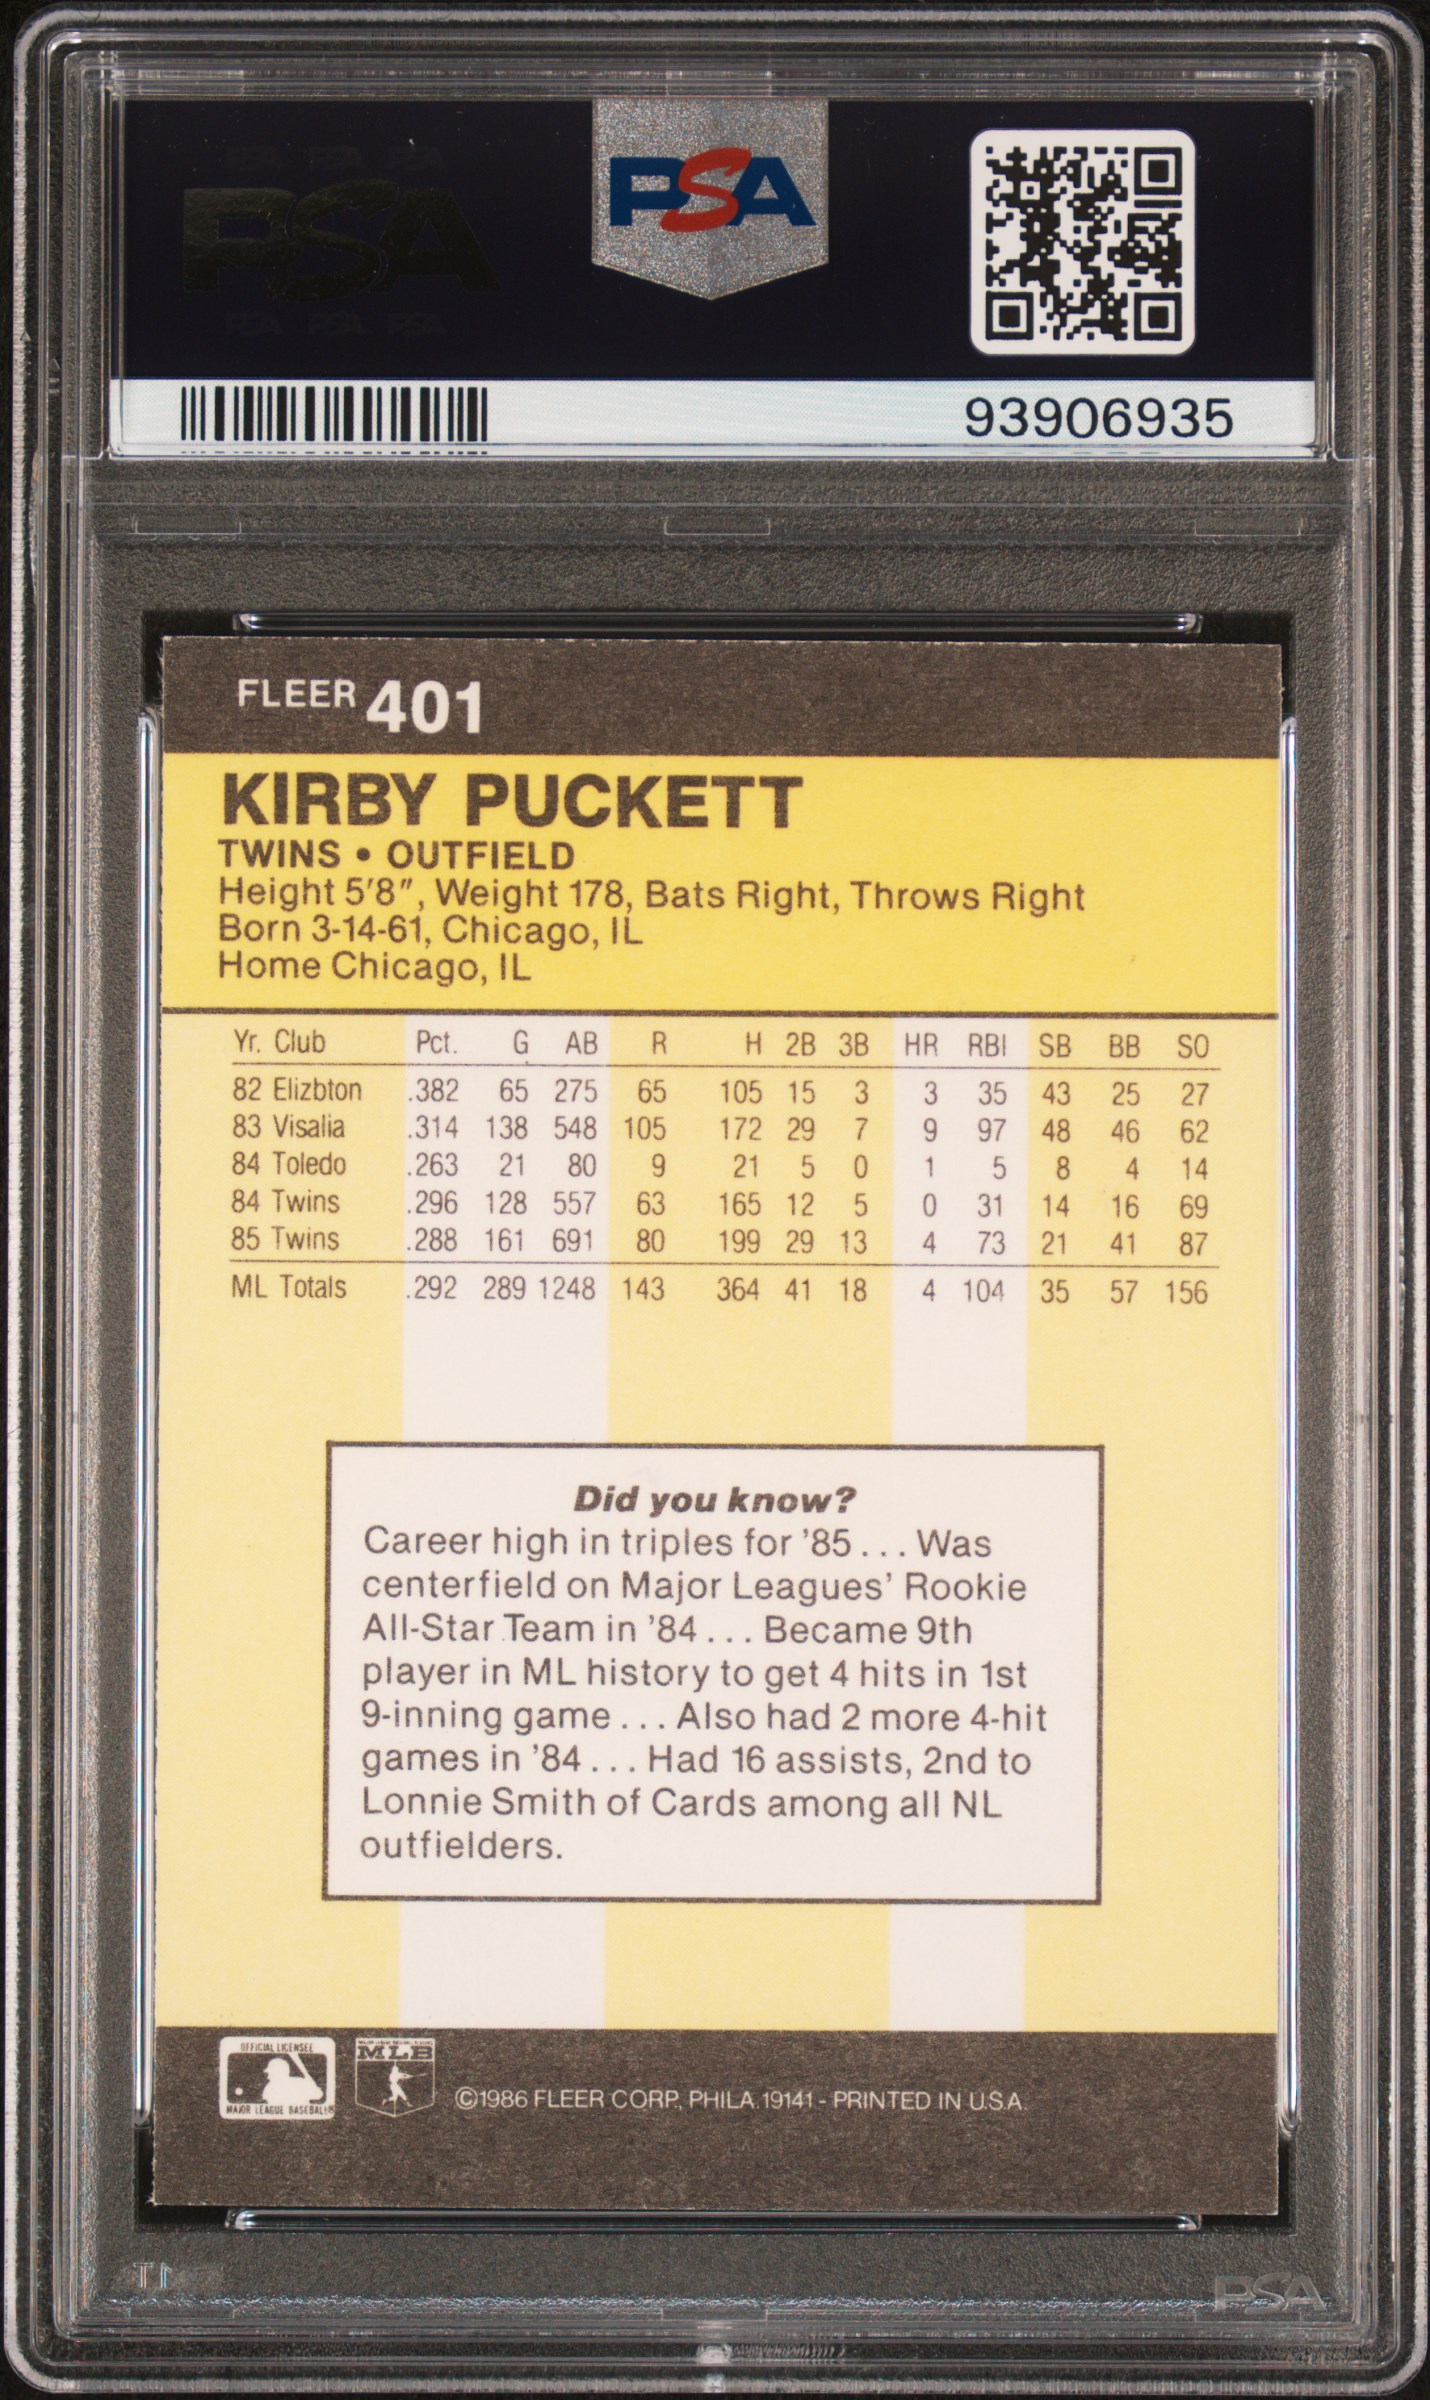 PSA
PSA
93906935
FLEER 401
KIRBY PUCKETT
TWINS • OUTFIELD
Height 5'8", Weight 178, Bats Right, Throws Right
Born 3-14-61, Chicago, IL
Home Chicago, IL
Yr. Club Pct. G AB R H 2B 3B HR RBI SB BB SO
82 Elizbton .382 65 275 65 105 15 3 3 35 43 25 27
83 Visalia .314 138 548 105 172 29 7 9 97 48 46 62
84 Toledo .263 21 80 9 21 5 0 1 5 8 4 14
84 Twins .296 128 557 63 165 12 5 0 31 14 16 69
85 Twins .288 161 691 80 199 29 13 4 73 21 41 87
ML Totals .292 289 1248 143 364 41 18 4 104 35 57 156
Did you know?
Career high in triples for '85... Was
centerfield on Major Leagues' Rookie
All-Star Team in '84... Became 9th
player in ML history to get 4 hits in 1st
9-inning game... Also had 2 more 4-hit
games in '84... Had 16 assists, 2nd to
Lonnie Smith of Cards among all NL
outfielders.
OFFICIAL LICENSEE
MAJOR LEAGUE BASEBALL®
MLB
©1986 FLEER CORP., PHILA. 19141 - PRINTED IN U.S.A.
PSA